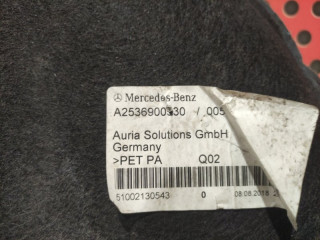 Mercedes-Benz
A2536900330 / 005
Auria Solutions GmbH
Germany
>PET PA Q02
51002130543 0 08.08.2018